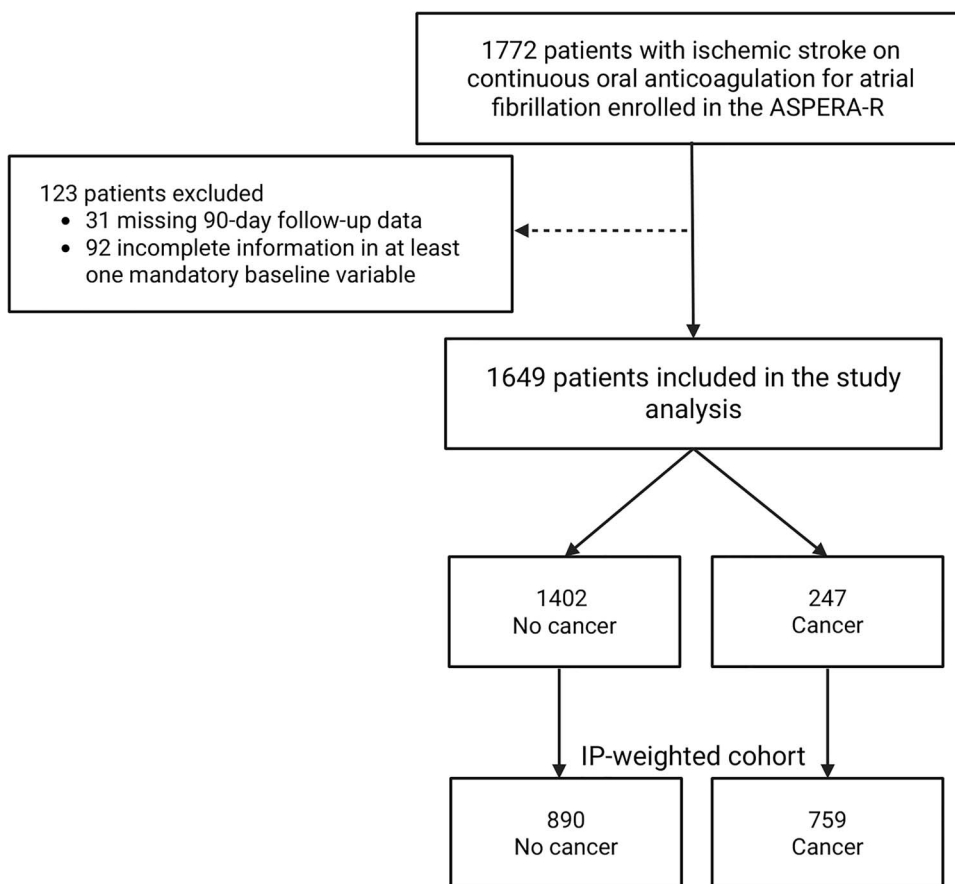 1772 patients with ischemic stroke on
continuous oral anticoagulation for atrial
fibrillation enrolled in the ASPERA-R
123 patients excluded
• 31 missing 90-day follow-up data
• 92 incomplete information in at least
one mandatory baseline variable
1649 patients included in the study
analysis
1402
No cancer
247
Cancer
IP-weighted cohort
890
No cancer
759
Cancer